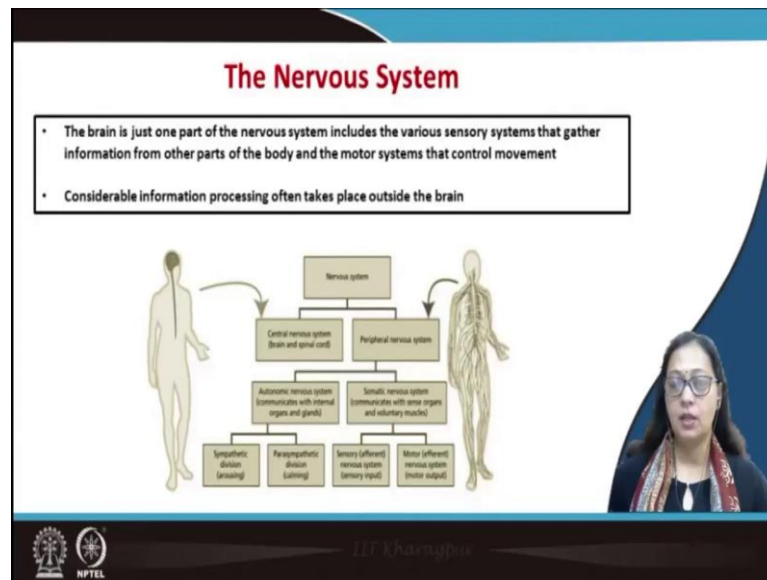 The Nervous System
• The brain is just one part of the nervous system includes the various sensory systems that gather
information from other parts of the body and the motor systems that control movement
• Considerable information processing often takes place outside the brain
Nervous system
Central nervous system
(brain and spinal cord)
Peripheral nervous system
Autonomic nervous system
(communicates with internal
organs and glands)
Somatic nervous system
(communicates with sense organs
and voluntary muscles)
Sympathetic
division
(arousing)
Parasympathetic
division
(calming)
Sensory (afferent)
nervous system
(sensory input)
Motor (efferent)
nervous system
(motor output)
NPTEL
IIT Kharagpur